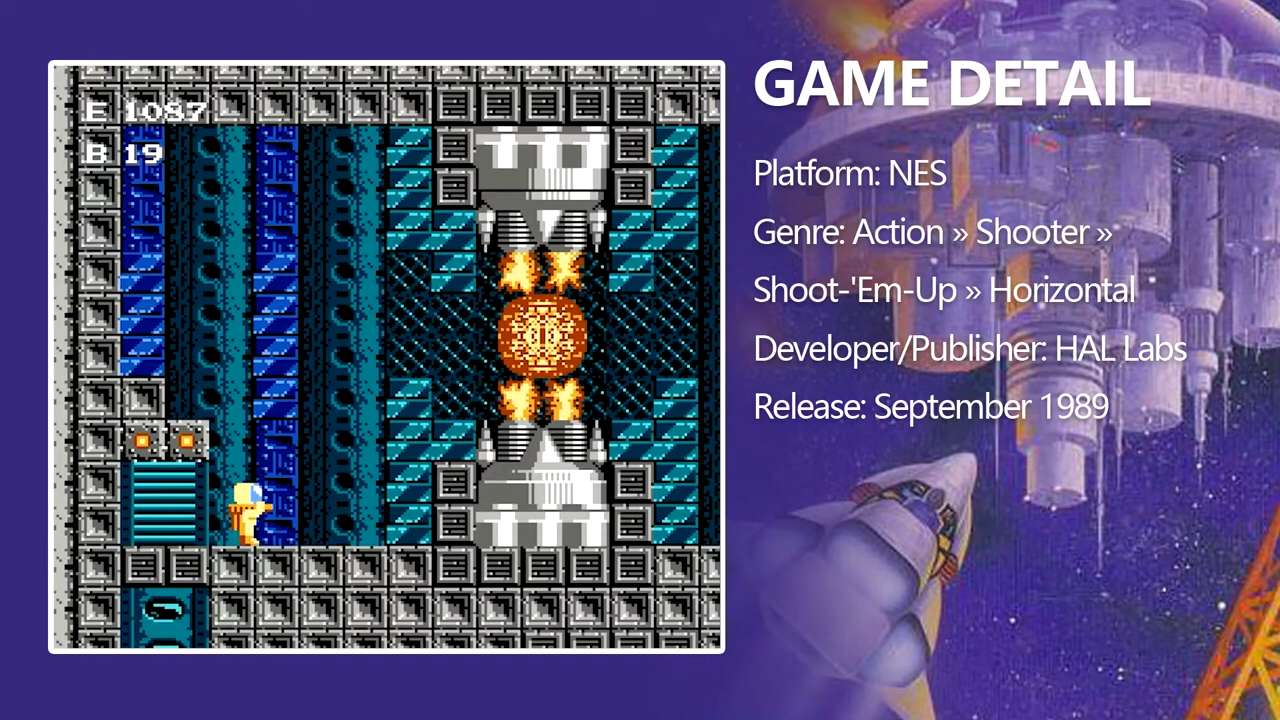 E 1087
B 19
GAME DETAIL
Platform: NES
Genre: Action » Shooter »
Shoot-'Em-Up » Horizontal
Developer/Publisher: HAL Labs
Release: September 1989